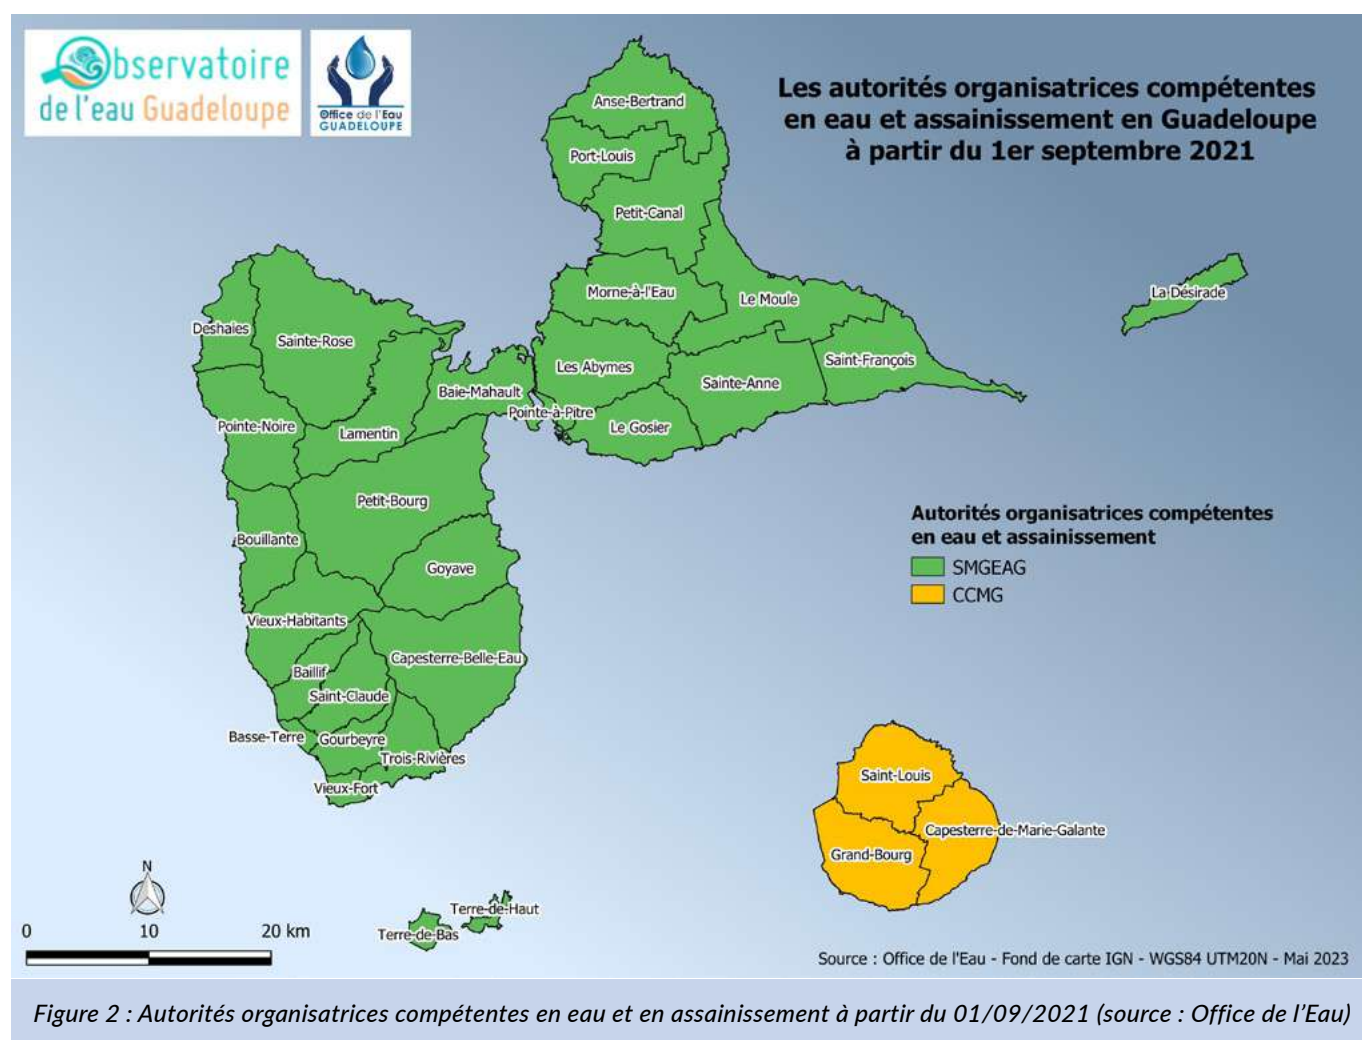 Observatoire
de l'eau Guadeloupe
Office de l'Eau
GUADELOUPE
Les autorités organisatrices compétentes
en eau et assainissement en Guadeloupe
à partir du 1er septembre 2021
Anse-Bertrand
Port-Louis
Petit-Canal
Morne-à-l'Eau
Le Moule
La Désirade
Deshaies
Sainte-Rose
Les Abymes
Saint-François
Sainte-Anne
Baie-Mahault
Pointe-à-Pitre
Le Gosier
Pointe-Noire
Lamentin
Petit-Bourg
Bouillante
Goyave
Vieux-Habitants
Capesterre-Belle-Eau
Baillif
Saint-Claude
Basse-Terre
Gourbeyre
Trois-Rivières
Vieux-Fort
Autorités organisatrices compétentes
en eau et assainissement
SMGEAG
CCMG
Saint-Louis
Capesterre-de-Marie-Galante
Grand-Bourg
Terre-de-Haut
Terre-de-Bas
N
0 10 20 km
Source : Office de l'Eau - Fond de carte IGN - WGS84 UTM20N - Mai 2023
Figure 2 : Autorités organisatrices compétentes en eau et en assainissement à partir du 01/09/2021 (source : Office de l’Eau)